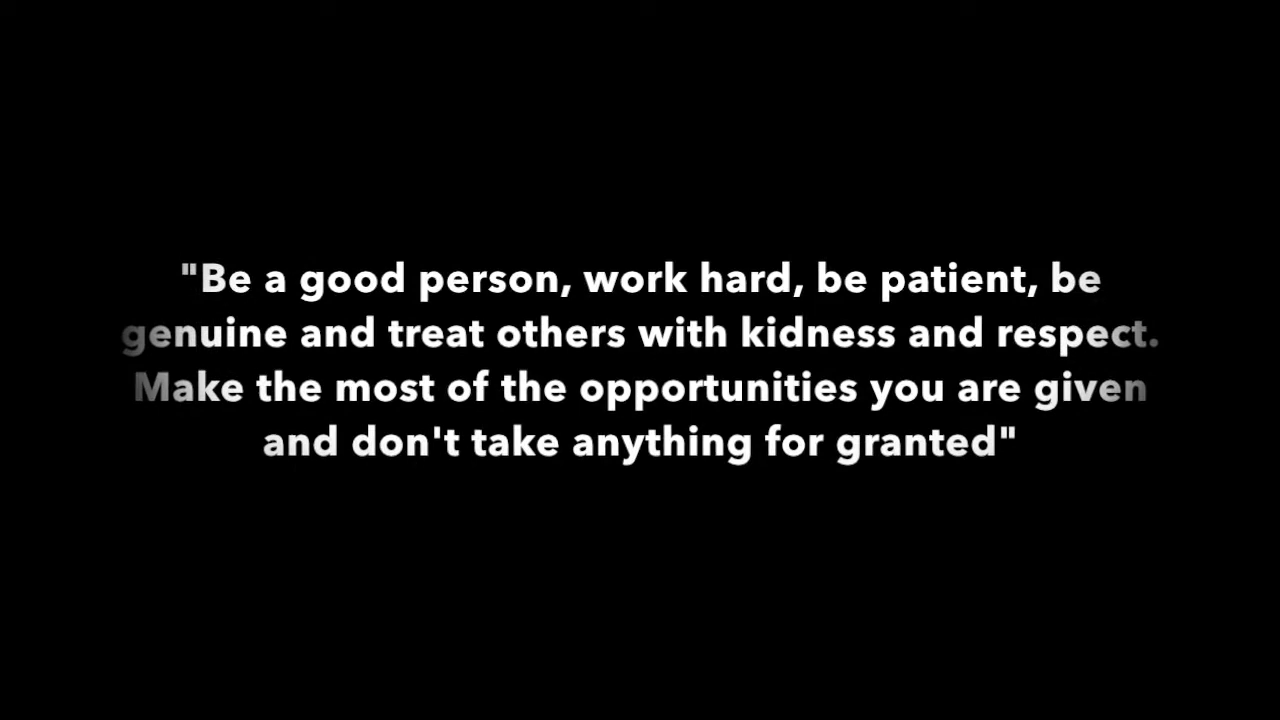 "Be a good person, work hard, be patient, be
genuine and treat others with kidness and respect.
Make the most of the opportunities you are given
and don't take anything for granted"